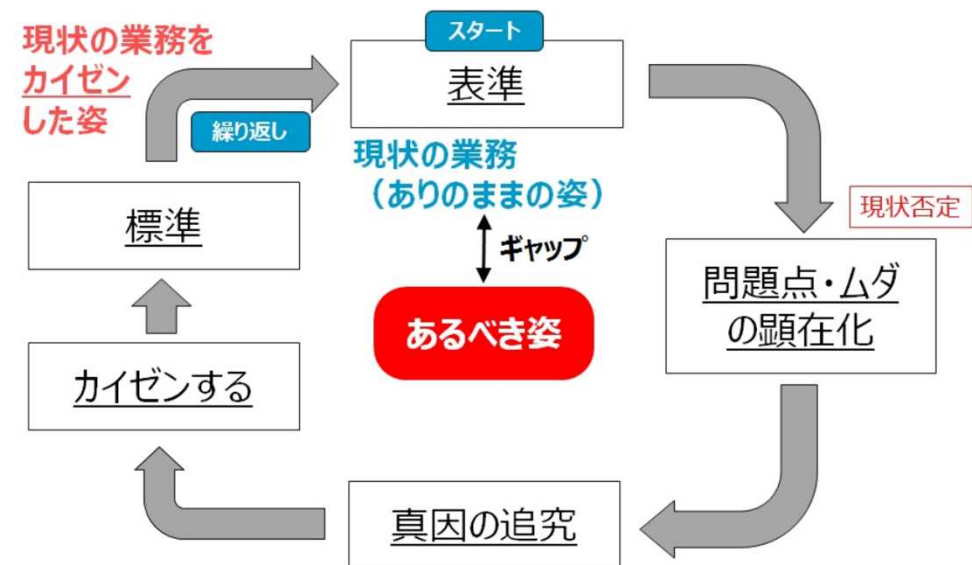 現状の業務を
カイゼン
した姿
スタート
表準
繰り返し
現状の業務
（ありのままの姿）
現状否定
標準
ギャップ
問題点・ムダ
の顕在化
あるべき姿
カイゼンする
真因の追究